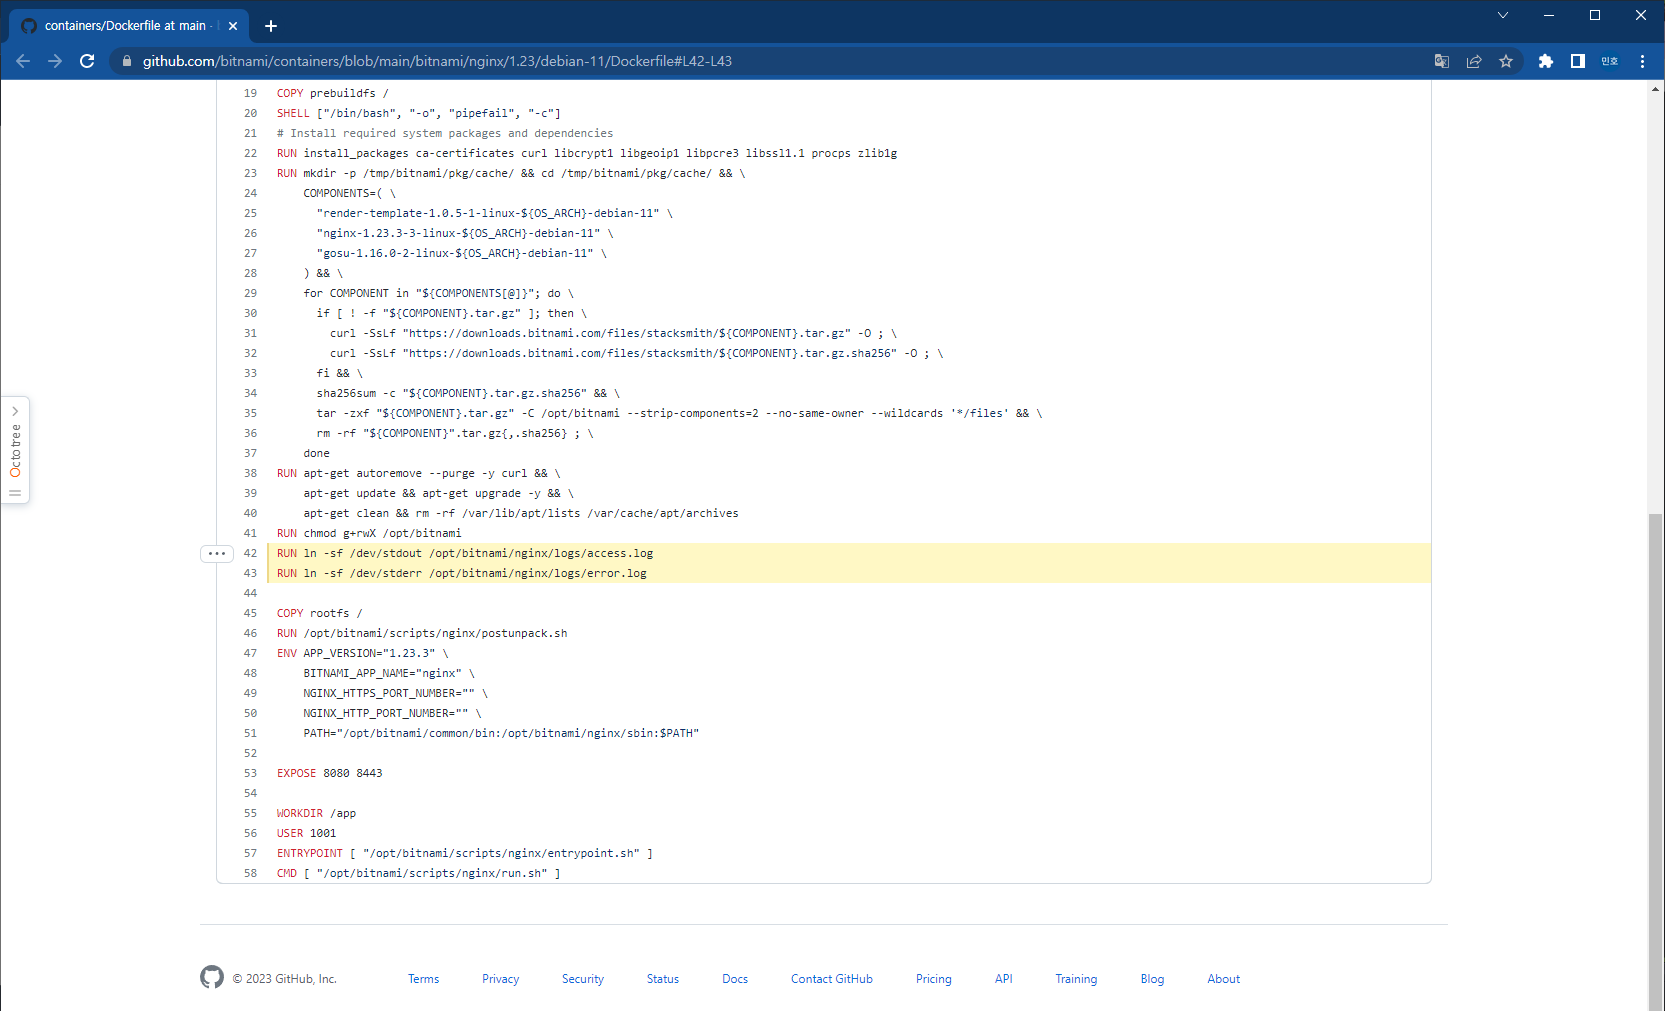 containers/Dockerfile at main ·
github.com/bitnami/containers/blob/main/bitnami/nginx/1.23/debian-11/Dockerfile#L42-L43
민호
19 COPY prebuildfs /
20 SHELL ["/bin/bash", "-o", "pipefail", "-c"]
21 # Install required system packages and dependencies
22 RUN install_packages ca-certificates curl libcrypt1 libgeoip1 libpcre3 libssl1.1 procps zlib1g
23 RUN mkdir -p /tmp/bitnami/pkg/cache/ && cd /tmp/bitnami/pkg/cache/ && \
24 COMPONENTS=( \
25 "render-template-1.0.5-1-linux-${OS_ARCH}-debian-11" \
26 "nginx-1.23.3-3-linux-${OS_ARCH}-debian-11" \
27 "gosu-1.16.0-2-linux-${OS_ARCH}-debian-11" \
28 ) && \
29 for COMPONENT in "${COMPONENTS[@]}"; do \
30 if [ ! -f "${COMPONENT}.tar.gz" ]; then \
31 curl -SsLf "https://downloads.bitnami.com/files/stacksmith/${COMPONENT}.tar.gz" -O ; \
32 curl -SsLf "https://downloads.bitnami.com/files/stacksmith/${COMPONENT}.tar.gz.sha256" -O ; \
33 fi && \
34 sha256sum -c "${COMPONENT}.tar.gz.sha256" && \
35 tar -zxf "${COMPONENT}.tar.gz" -C /opt/bitnami --strip-components=2 --no-same-owner --wildcards '*/files' && \
36 rm -rf "${COMPONENT}".tar.gz{,.sha256} ; \
37 done
38 RUN apt-get autoremove --purge -y curl && \
39 apt-get update && apt-get upgrade -y && \
40 apt-get clean && rm -rf /var/lib/apt/lists /var/cache/apt/archives
41 RUN chmod g+rwX /opt/bitnami
42 RUN ln -sf /dev/stdout /opt/bitnami/nginx/logs/access.log
43 RUN ln -sf /dev/stderr /opt/bitnami/nginx/logs/error.log
44
45 COPY rootfs /
46 RUN /opt/bitnami/scripts/nginx/postunpack.sh
47 ENV APP_VERSION="1.23.3" \
48 BITNAMI_APP_NAME="nginx" \
49 NGINX_HTTPS_PORT_NUMBER="" \
50 NGINX_HTTP_PORT_NUMBER="" \
51 PATH="/opt/bitnami/common/bin:/opt/bitnami/nginx/sbin:$PATH"
52
53 EXPOSE 8080 8443
54
55 WORKDIR /app
56 USER 1001
57 ENTRYPOINT [ "/opt/bitnami/scripts/nginx/entrypoint.sh" ]
58 CMD [ "/opt/bitnami/scripts/nginx/run.sh" ]
Octotree
© 2023 GitHub, Inc. Terms Privacy Security Status Docs Contact GitHub Pricing API Training Blog About